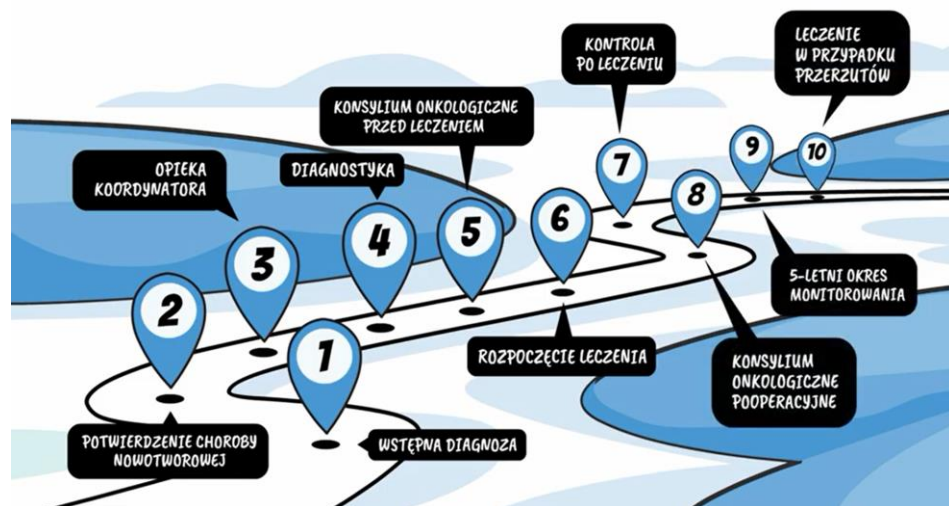 1
WSTĘPNA DIAGNOZA
2
POTWIERDZENIE CHOROBY
NOWOTWOROWEJ
3
OPIEKA
KOORDYNATORA
4
DIAGNOSTYKA
5
KONSYLIUM ONKOLOGICZNE
PRZED LECZENIEM
6
ROZPOCZĘCIE LECZENIA
7
KONTROLA
PO LECZENIU
8
KONSYLIUM
ONKOLOGICZNE
POOPERACYJNE
9
5-LETNI OKRES
MONITOROWANIA
10
LECZENIE
W PRZYPADKU
PRZERZUTÓW